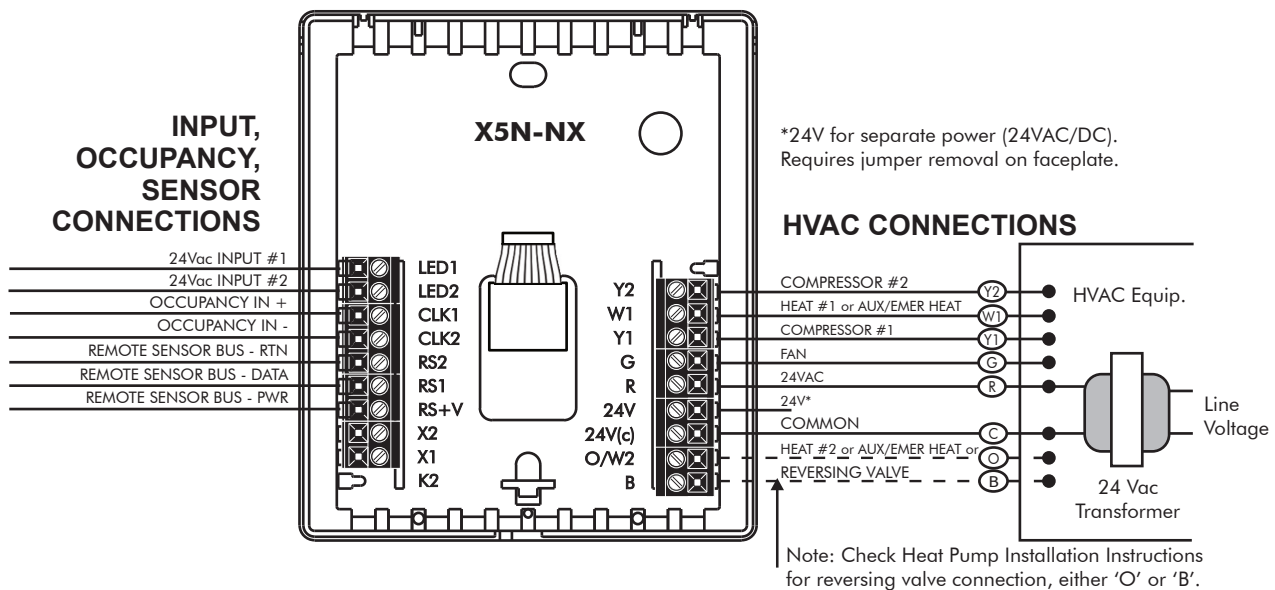 INPUT,
OCCUPANCY,
SENSOR
CONNECTIONS
24Vac INPUT #1
24Vac INPUT #2
OCCUPANCY IN +
OCCUPANCY IN -
REMOTE SENSOR BUS - RTN
REMOTE SENSOR BUS - DATA
REMOTE SENSOR BUS - PWR
X5N-NX
LED1
LED2
CLK1
CLK2
RS2
RS1
RS+V
X2
X1
K2
Y2
W1
Y1
G
R
24V
24V(c)
O/W2
B
*24V for separate power (24VAC/DC).
Requires jumper removal on faceplate.
HVAC CONNECTIONS
COMPRESSOR #2
HEAT #1 or AUX/EMER HEAT
COMPRESSOR #1
FAN
24VAC
24V*
COMMON
HEAT #2 or AUX/EMER HEAT or
REVERSING VALVE
Y2
W1
Y1
G
R
C
O
B
HVAC Equip.
Line
Voltage
24 Vac
Transformer
Note: Check Heat Pump Installation Instructions
for reversing valve connection, either ‘O’ or ‘B’.